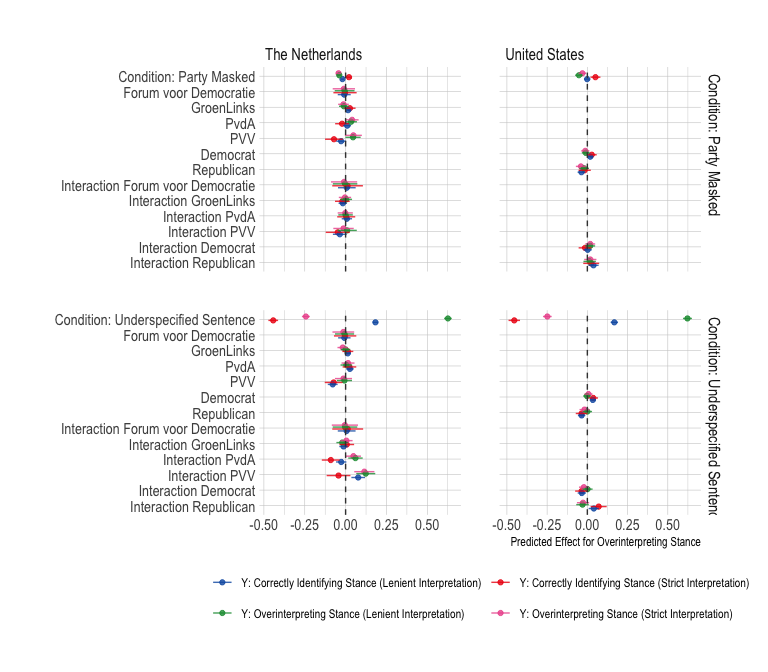 The Netherlands
United States
Condition: Party Masked
Forum voor Democratie
GroenLinks
PvdA
PVV
Democrat
Republican
Interaction Forum voor Democratie
Interaction GroenLinks
Interaction PvdA
Interaction PVV
Interaction Democrat
Interaction Republican
Condition: Party Masked
Condition: Underspecified Sentence
Forum voor Democratie
GroenLinks
PvdA
PVV
Democrat
Republican
Interaction Forum voor Democratie
Interaction GroenLinks
Interaction PvdA
Interaction PVV
Interaction Democrat
Interaction Republican
Condition: Underspecified Sentenc
-0.50 -0.25 0.00 0.25 0.50
-0.50 -0.25 0.00 0.25 0.50
Predicted Effect for Overinterpreting Stance
Y: Correctly Identifying Stance (Lenient Interpretation)
Y: Correctly Identifying Stance (Strict Interpretation)
Y: Overinterpreting Stance (Lenient Interpretation)
Y: Overinterpreting Stance (Strict Interpretation)